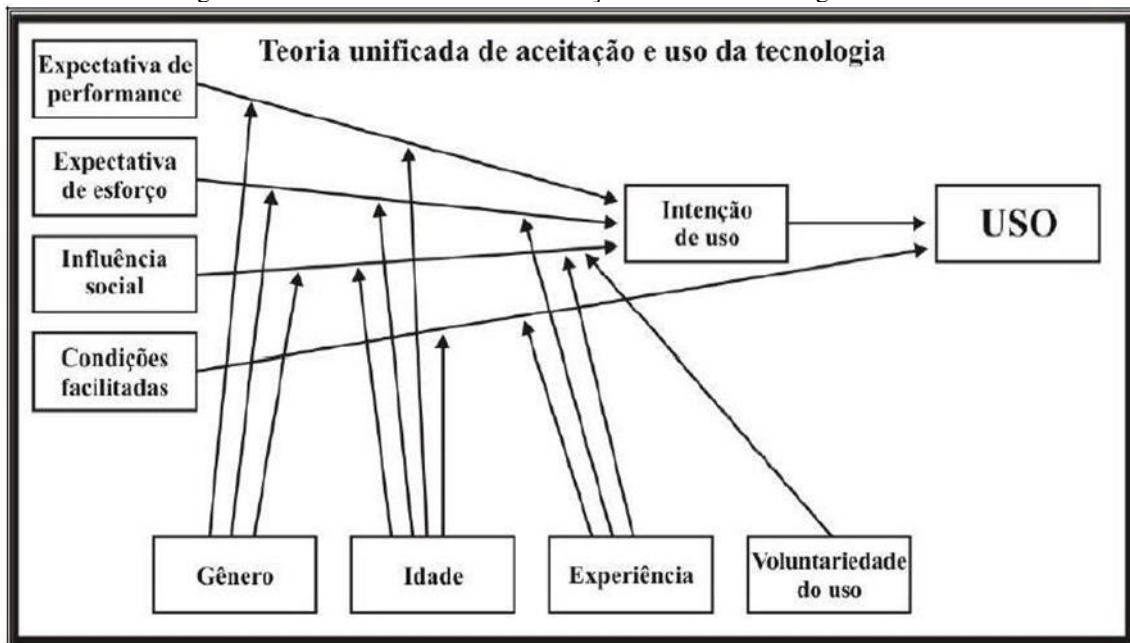 Teoria unificada de aceitação e uso da tecnologia
Expectativa de
performance
Expectativa
de esforço
Influência
social
Condições
facilitadas
Intenção
de uso
USO
Gênero
Idade
Experiência
Voluntariedade
do uso